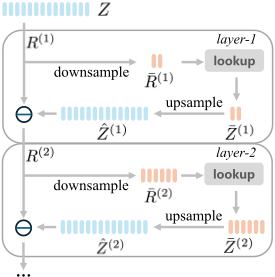 Z
R^(1)
layer-1
downsample
R̄^(1)
lookup
upsample
Ẑ^(1)
Z̄^(1)
R^(2)
layer-2
downsample
R̄^(2)
lookup
upsample
Ẑ^(2)
Z̄^(2)
...